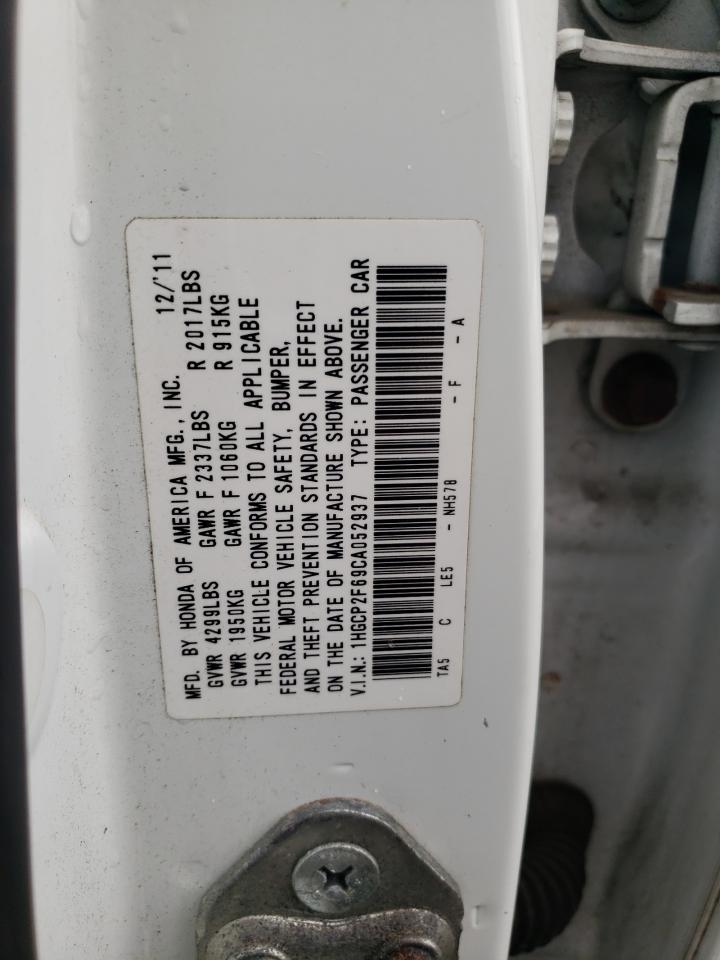 MFD. BY HONDA OF AMERICA MFG., INC. 12/'11
GVWR 4299LBS GAWR F 2337LBS R 2017LBS
GVWR 1950KG GAWR F 1060KG R 915KG
THIS VEHICLE CONFORMS TO ALL APPLICABLE
FEDERAL MOTOR VEHICLE SAFETY, BUMPER,
AND THEFT PREVENTION STANDARDS IN EFFECT
ON THE DATE OF MANUFACTURE SHOWN ABOVE.
V.I.N.: 1HGCP2F69CA052937 TYPE: PASSENGER CAR
TA5 C LE5 - NH578 - F - A